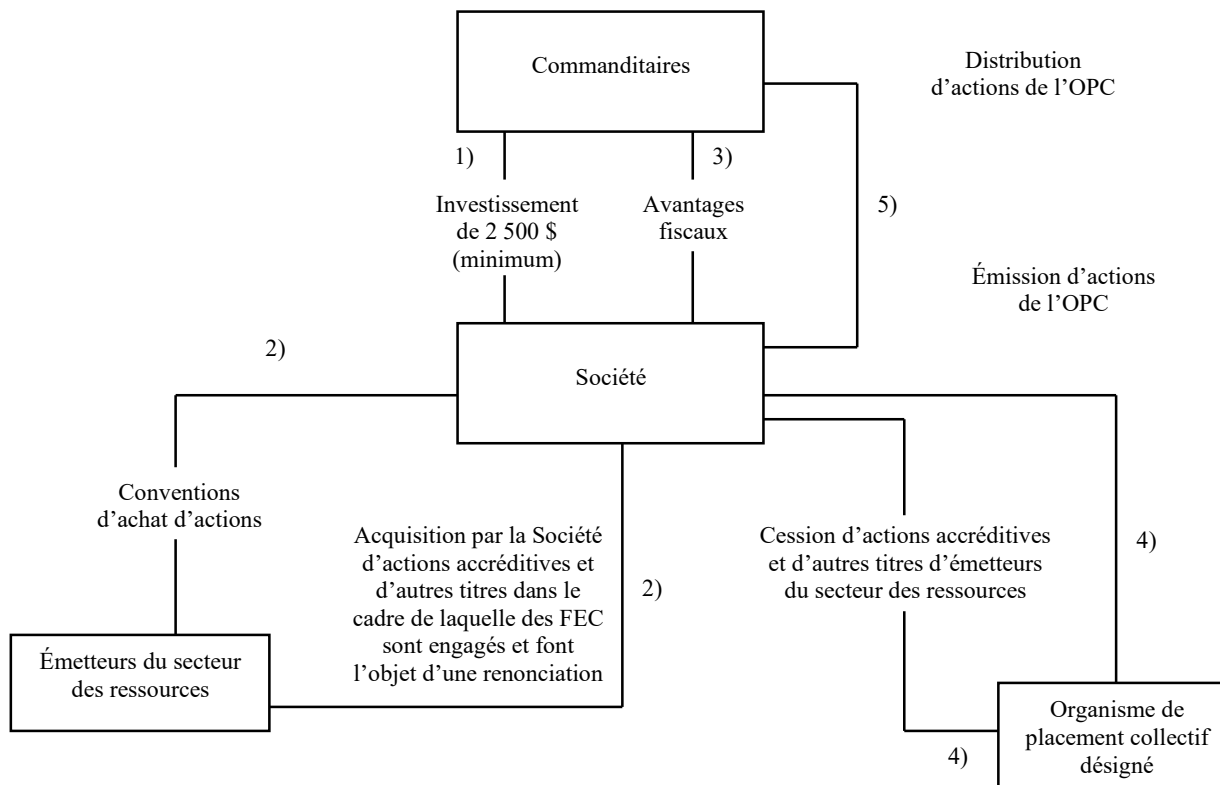 Commanditaires
Distribution
d'actions de l'OPC
1)
3)
Investissement
de 2 500 $
(minimum)
Avantages
fiscaux
5)
Émission d'actions
de l'OPC
2)
Société
Conventions
d'achat d'actions
Acquisition par la Société
d'actions accréditives et
d'autres titres dans le
cadre de laquelle des FEC
sont engagés et font
l'objet d'une renonciation
2)
Cession d'actions accréditives
et d'autres titres d'émetteurs
du secteur des ressources
4)
Émetteurs du secteur
des ressources
4)
Organisme de
placement collectif
désigné